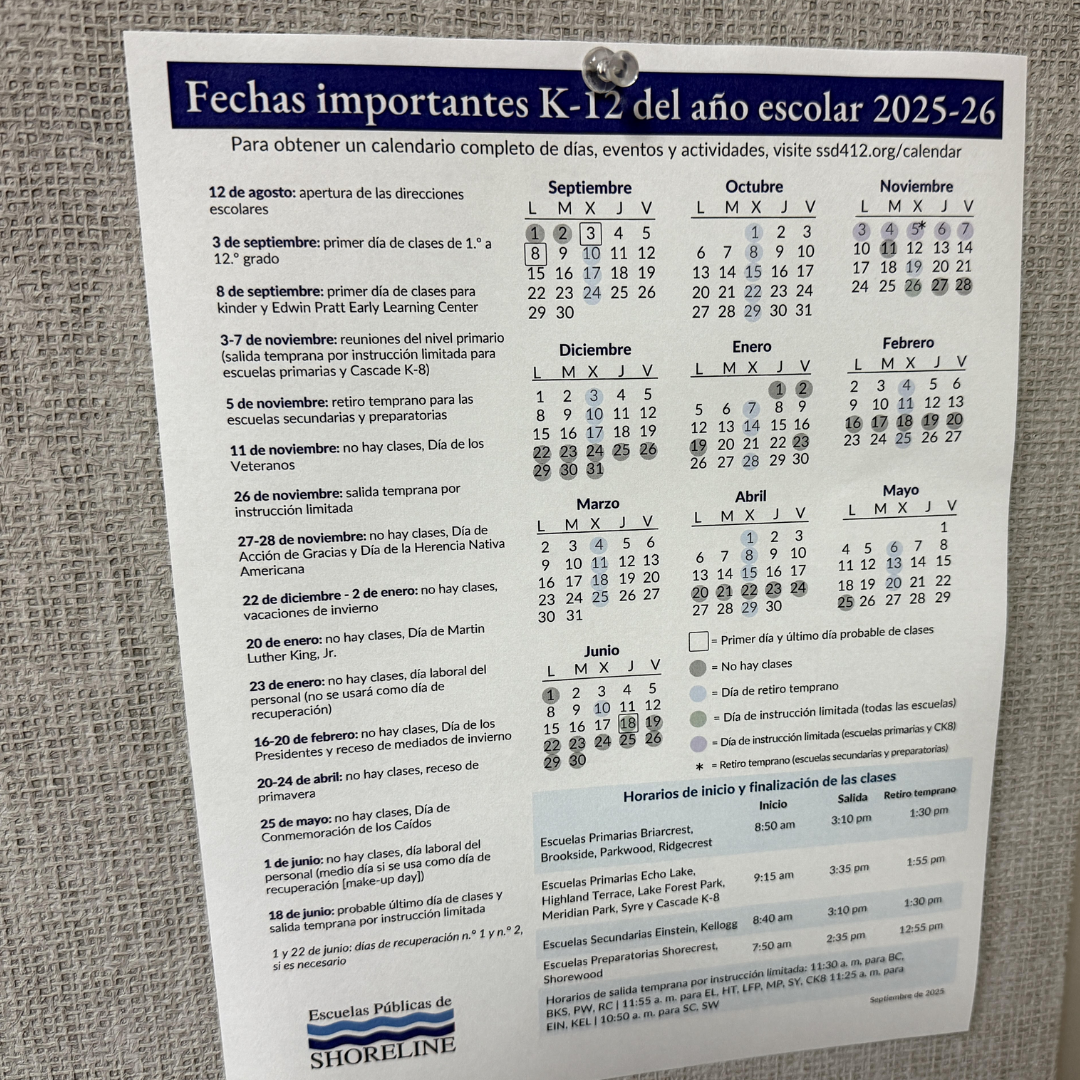 Fechas importantes K-12 del año escolar 2025-26
Para obtener un calendario completo de días, eventos y actividades, visite ssd412.org/calendar
12 de agosto: apertura de las direcciones
escolares
3 de septiembre: primer día de clases de 1.º a
12.º grado
8 de septiembre: primer día de clases para
kinder y Edwin Pratt Early Learning Center
3-7 de noviembre: reuniones del nivel primario
(salida temprana por instrucción limitada para
escuelas primarias y Cascade K-8)
5 de noviembre: retiro temprano para las
escuelas secundarias y preparatorias
11 de noviembre: no hay clases, Día de los
Veteranos
26 de noviembre: salida temprana por
instrucción limitada
27-28 de noviembre: no hay clases, Día de
Acción de Gracias y Día de la Herencia Nativa
Americana
22 de diciembre - 2 de enero: no hay clases,
vacaciones de invierno
20 de enero: no hay clases, Día de Martin
Luther King, Jr.
23 de enero: no hay clases, día laboral del
personal (no se usará como día de
recuperación)
16-20 de febrero: no hay clases, Día de los
Presidentes y receso de mediados de invierno
20-24 de abril: no hay clases, receso de
primavera
25 de mayo: no hay clases, Día de
Conmemoración de los Caídos
1 de junio: no hay clases, día laboral del
personal (medio día si se usa como día de
recuperación [make-up day])
18 de junio: probable último día de clases y
salida temprana por instrucción limitada
1 y 22 de junio: días de recuperación n.º 1 y n.º 2,
si es necesario
Escuelas Públicas de
SHORELINE
Septiembre
L M X J V
1 2 3 4 5
8 9 10 11 12
15 16 17 18 19
22 23 24 25 26
29 30
Octubre
L M X J V
1 2 3
6 7 8 9 10
13 14 15 16 17
20 21 22 23 24
27 28 29 30 31
Noviembre
L M X J V
3 4 5* 6 7
10 11 12 13 14
17 18 19 20 21
24 25 26 27 28
Diciembre
L M X J V
1 2 3 4 5
8 9 10 11 12
15 16 17 18 19
22 23 24 25 26
29 30 31
Enero
L M X J V
1 2
5 6 7 8 9
12 13 14 15 16
19 20 21 22 23
26 27 28 29 30
Febrero
L M X J V
2 3 4 5 6
9 10 11 12 13
16 17 18 19 20
23 24 25 26 27
Marzo
L M X J V
2 3 4 5 6
9 10 11 12 13
16 17 18 19 20
23 24 25 26 27
30 31
Abril
L M X J V
1 2 3
6 7 8 9 10
13 14 15 16 17
20 21 22 23 24
27 28 29 30
Mayo
L M X J V
1
4 5 6 7 8
11 12 13 14 15
18 19 20 21 22
25 26 27 28 29
Junio
L M X J V
1 2 3 4 5
8 9 10 11 12
15 16 17 18 19
22 23 24 25 26
29 30
= Primer día y último día probable de clases
= No hay clases
= Día de retiro temprano
= Día de instrucción limitada (todas las escuelas)
= Día de instrucción limitada (escuelas primarias y CK8)
* = Retiro temprano (escuelas secundarias y preparatorias)
Horarios de inicio y finalización de las clases
Inicio Salida Retiro temprano
Escuelas Primarias Briarcrest, 8:50 am 3:10 pm 1:30 pm
Brookside, Parkwood, Ridgecrest
Escuelas Primarias Echo Lake,
Highland Terrace, Lake Forest Park, 9:15 am 3:35 pm 1:55 pm
Meridian Park, Syre y Cascade K-8
Escuelas Secundarias Einstein, Kellogg 8:40 am 3:10 pm 1:30 pm
Escuelas Preparatorias Shorecrest, 7:50 am 2:35 pm 12:55 pm
Shorewood
Horarios de salida temprana por instrucción limitada: 11:30 a. m. para BC,
BKS, PW, RC | 11:55 a. m. para EL, HT, LFP, MP, SY, CK8 11:25 a. m. para
EIN, KEL | 10:50 a. m. para SC, SW
Septiembre de 2025